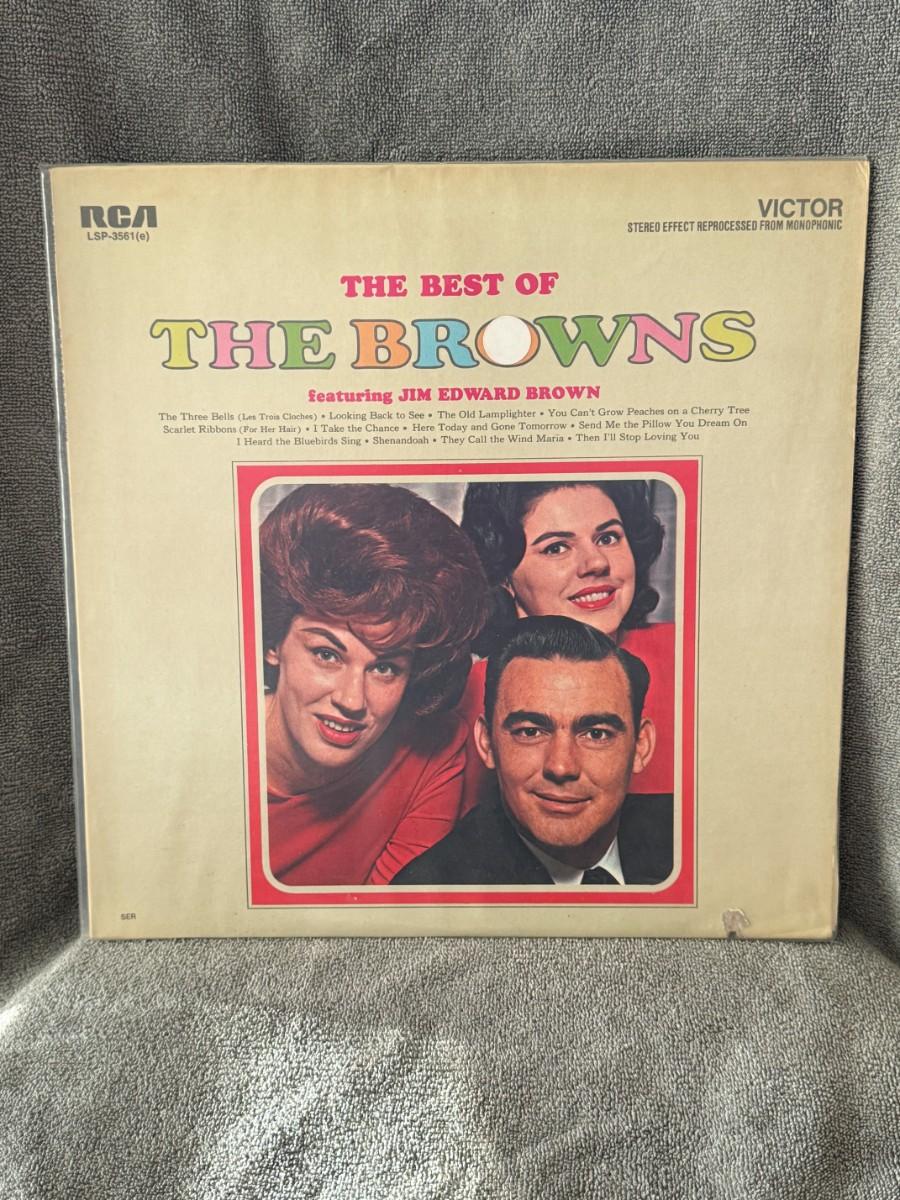 RCA
LSP-3561(e)
VICTOR
STEREO EFFECT REPROCESSED FROM MONOPHONIC
THE BEST OF
THE BROWNS
featuring JIM EDWARD BROWN
The Three Bells (Les Trois Cloches) • Looking Back to See • The Old Lamplighter • You Can't Grow Peaches on a Cherry Tree
Scarlet Ribbons (For Her Hair) • I Take the Chance • Here Today and Gone Tomorrow • Send Me the Pillow You Dream On
I Heard the Bluebirds Sing • Shenandoah • They Call the Wind Maria • Then I'll Stop Loving You
SER